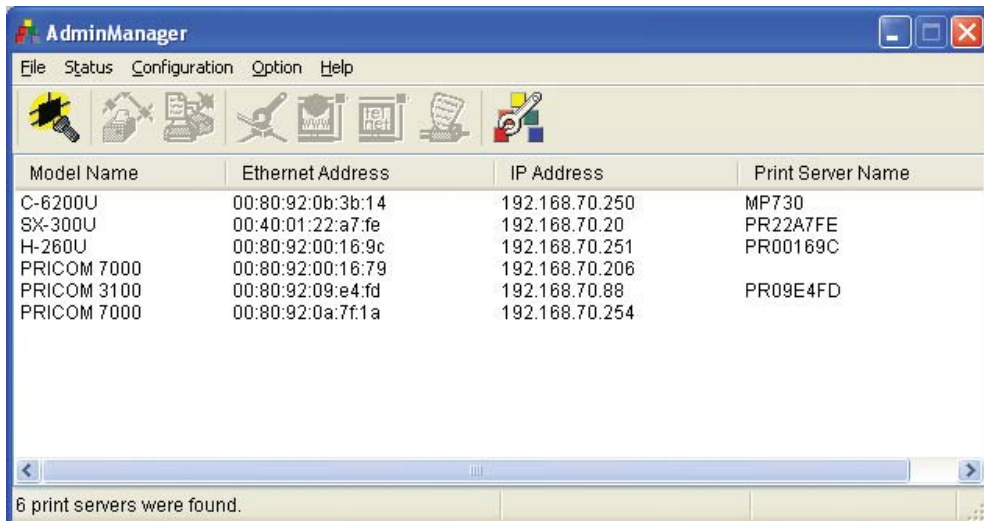 AdminManager
File Status Configuration Option Help
WWW
tel net
Model Name Ethernet Address IP Address Print Server Name
C-6200U 00:80:92:0b:3b:14 192.168.70.250 MP730
SX-300U 00:40:01:22:a7:fe 192.168.70.20 PR22A7FE
H-260U 00:80:92:00:16:9c 192.168.70.251 PR00169C
PRICOM 7000 00:80:92:00:16:79 192.168.70.206
PRICOM 3100 00:80:92:09:e4:fd 192.168.70.88 PR09E4FD
PRICOM 7000 00:80:92:0a:7f:1a 192.168.70.254
6 print servers were found.